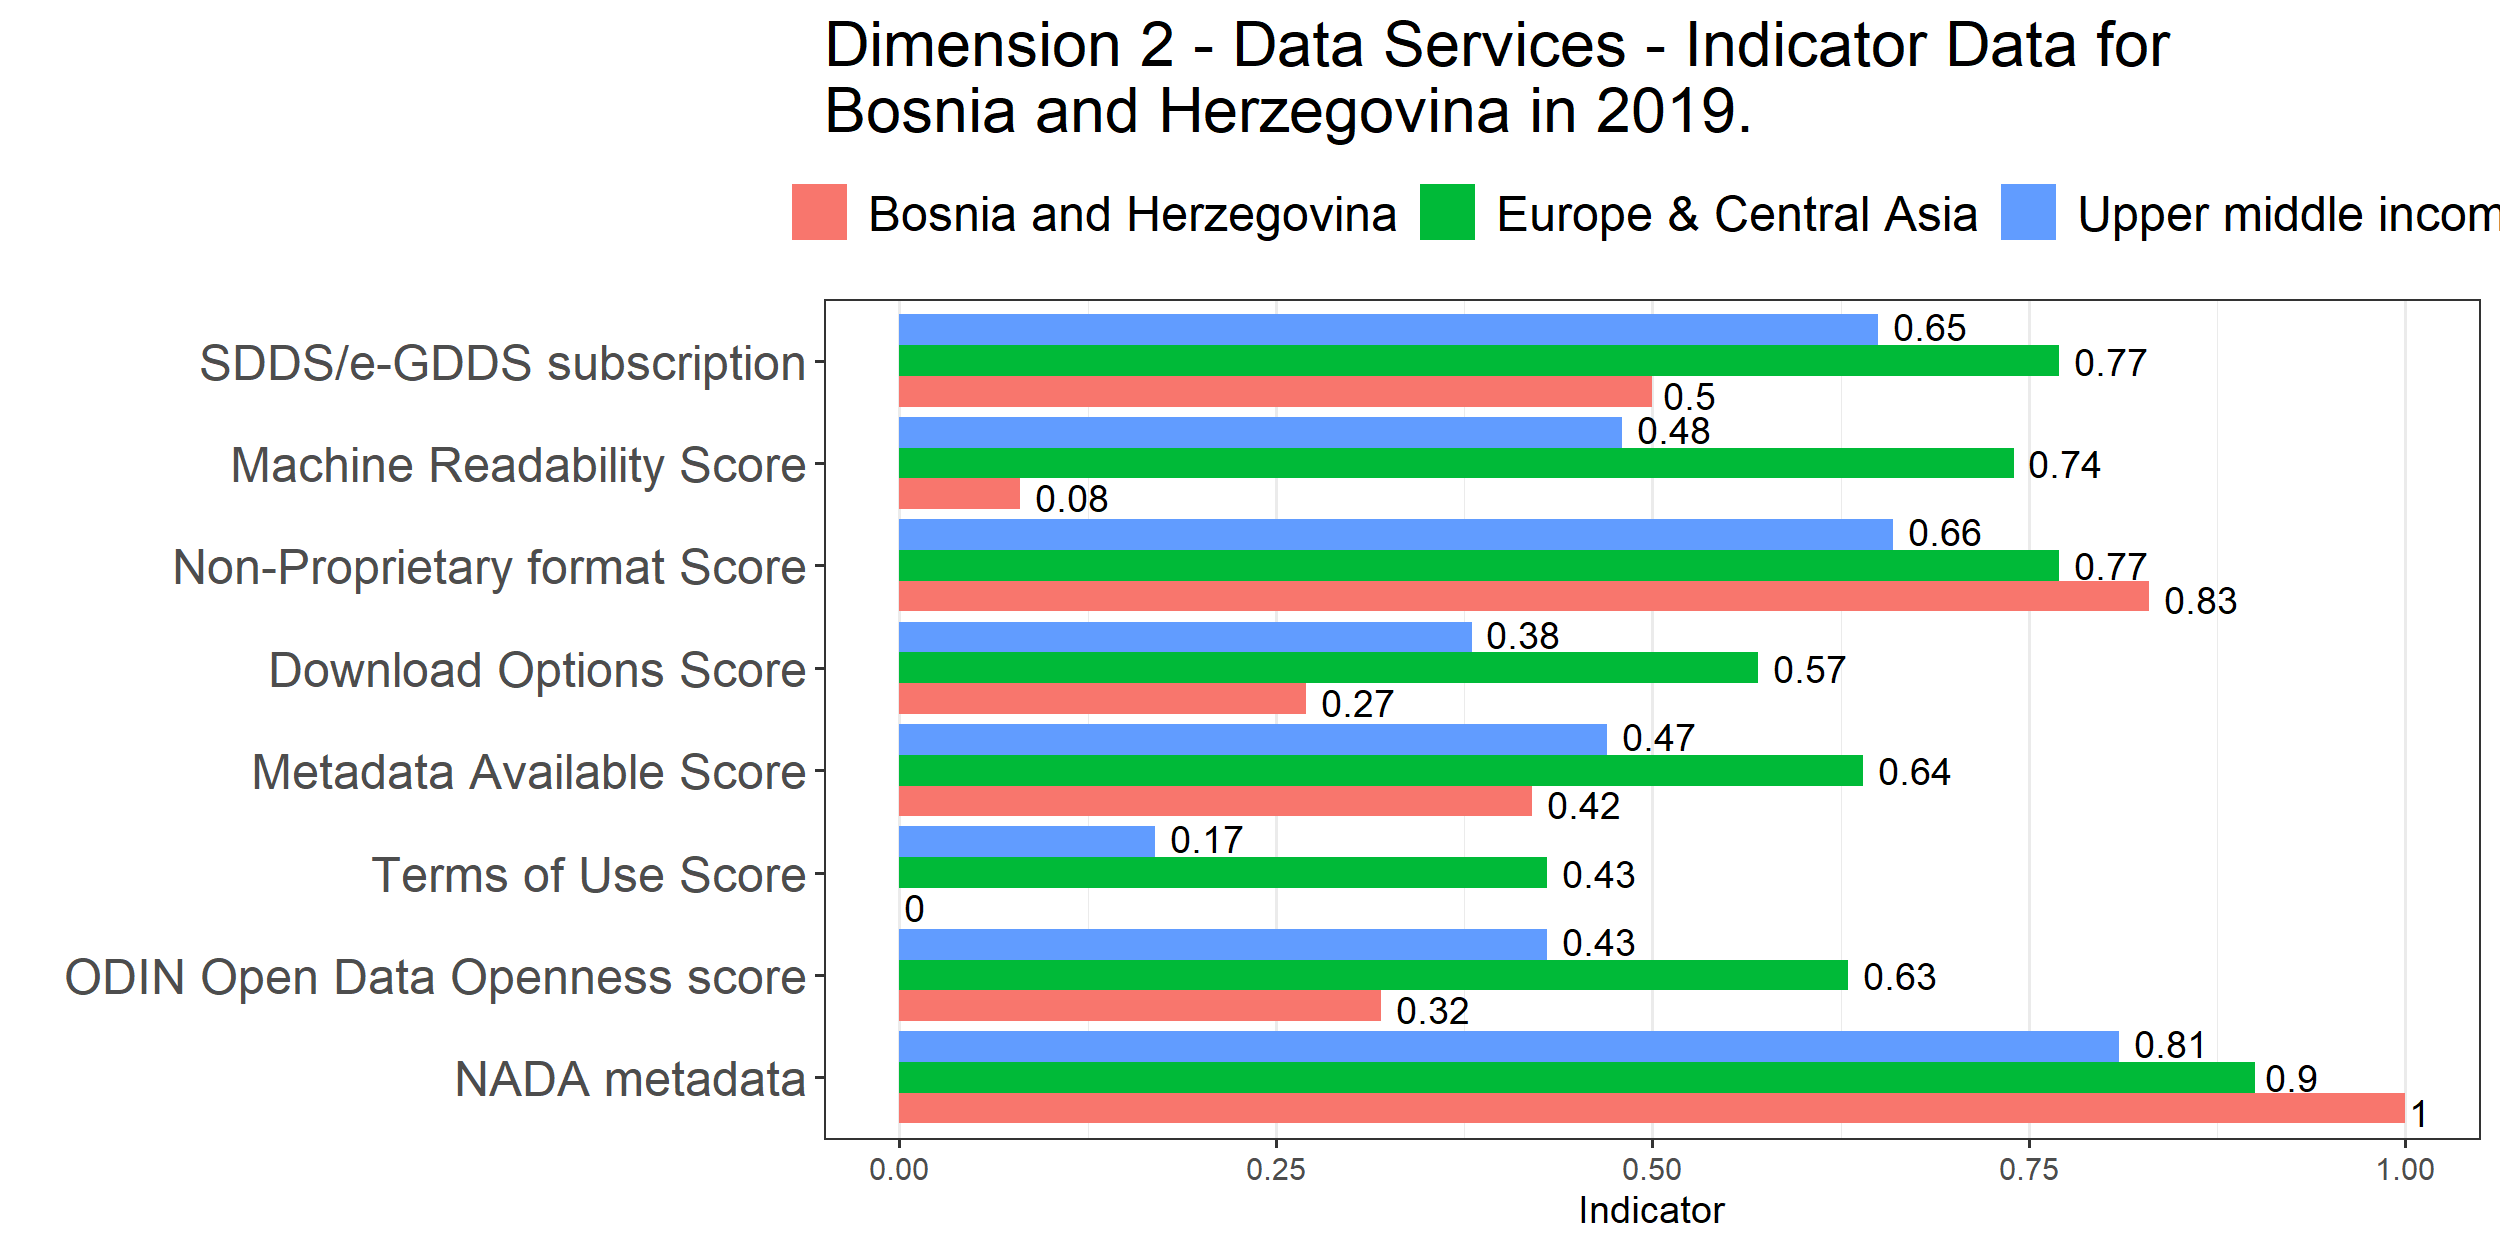 Dimension 2 - Data Services - Indicator Data for
Bosnia and Herzegovina in 2019.
Bosnia and Herzegovina Europe & Central Asia Upper middle incom
SDDS/e-GDDS subscription
0.65
0.77
0.5
Machine Readability Score
0.48
0.74
0.08
Non-Proprietary format Score
0.66
0.77
0.83
Download Options Score
0.38
0.57
0.27
Metadata Available Score
0.47
0.64
0.42
Terms of Use Score
0.17
0.43
0
ODIN Open Data Openness score
0.43
0.63
0.32
NADA metadata
0.81
0.9
1
0.00 0.25 0.50 0.75 1.00
Indicator